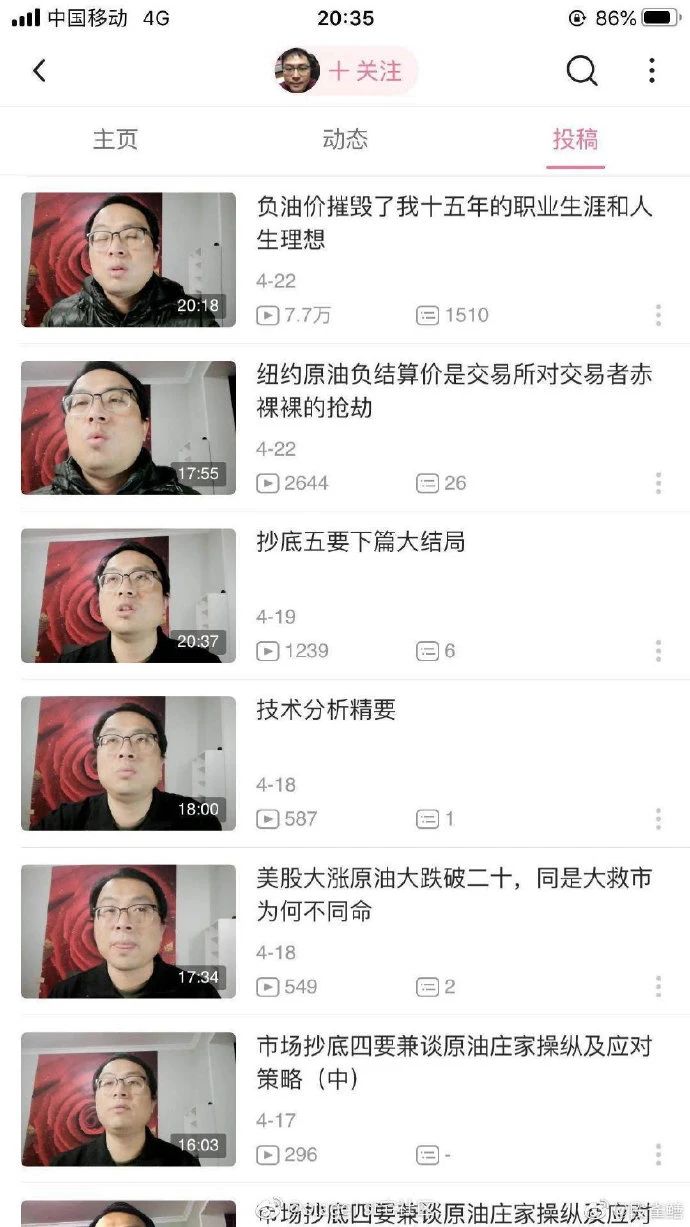 中国移动 4G 20:35 86%
+ 关注
主页 动态 投稿
负油价摧毁了我十五年的职业生涯和人
生理想
20:18
4-22
7.7万 1510
纽约原油负结算价是交易所对交易者赤
裸裸的抢劫
17:55
4-22
2644 26
抄底五要下篇大结局
20:37
4-19
1239 6
技术分析精要
18:00
4-18
587 1
美股大涨原油大跌破二十，同是大救市
为何不同命
17:34
4-18
549 2
市场抄底四要兼谈原油庄家操纵及应对
策略（中）
16:03
4-17
296 -
市场抄底四要兼谈原油庄家操纵及应对